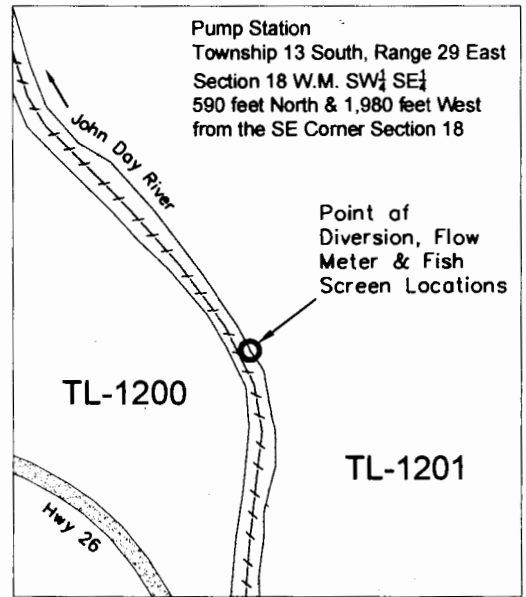 Pump Station
Township 13 South, Range 29 East
Section 18 W.M. SW¼ SE¼
590 feet North & 1,980 feet West
from the SE Corner Section 18
John Day River
Point of
Diversion, Flow
Meter & Fish
Screen Locations
TL-1200
TL-1201
Hwy 26